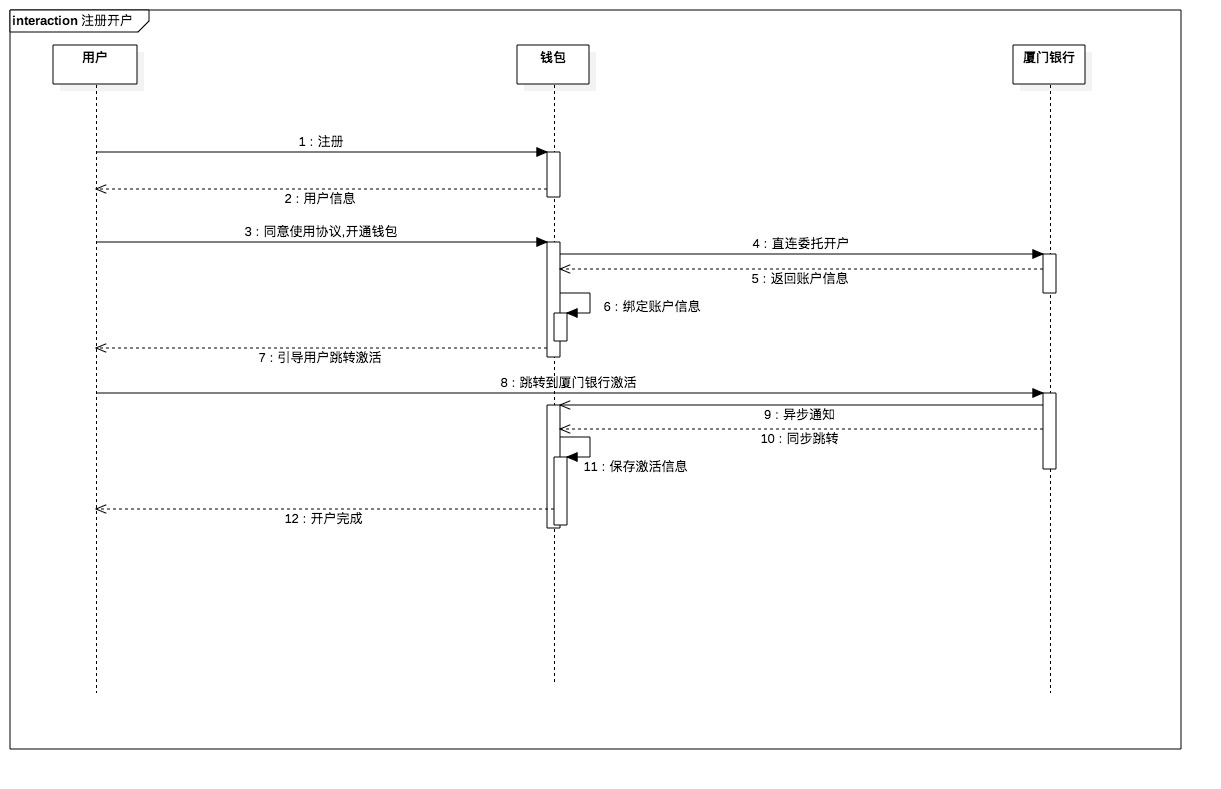 interaction 注册开户
用户
钱包
厦门银行
1 : 注册
2 : 用户信息
3 : 同意使用协议,开通钱包
4 : 直连委托开户
5 : 返回账户信息
6 : 绑定账户信息
7 : 引导用户跳转激活
8 : 跳转到厦门银行激活
9 : 异步通知
10 : 同步跳转
11 : 保存激活信息
12 : 开户完成